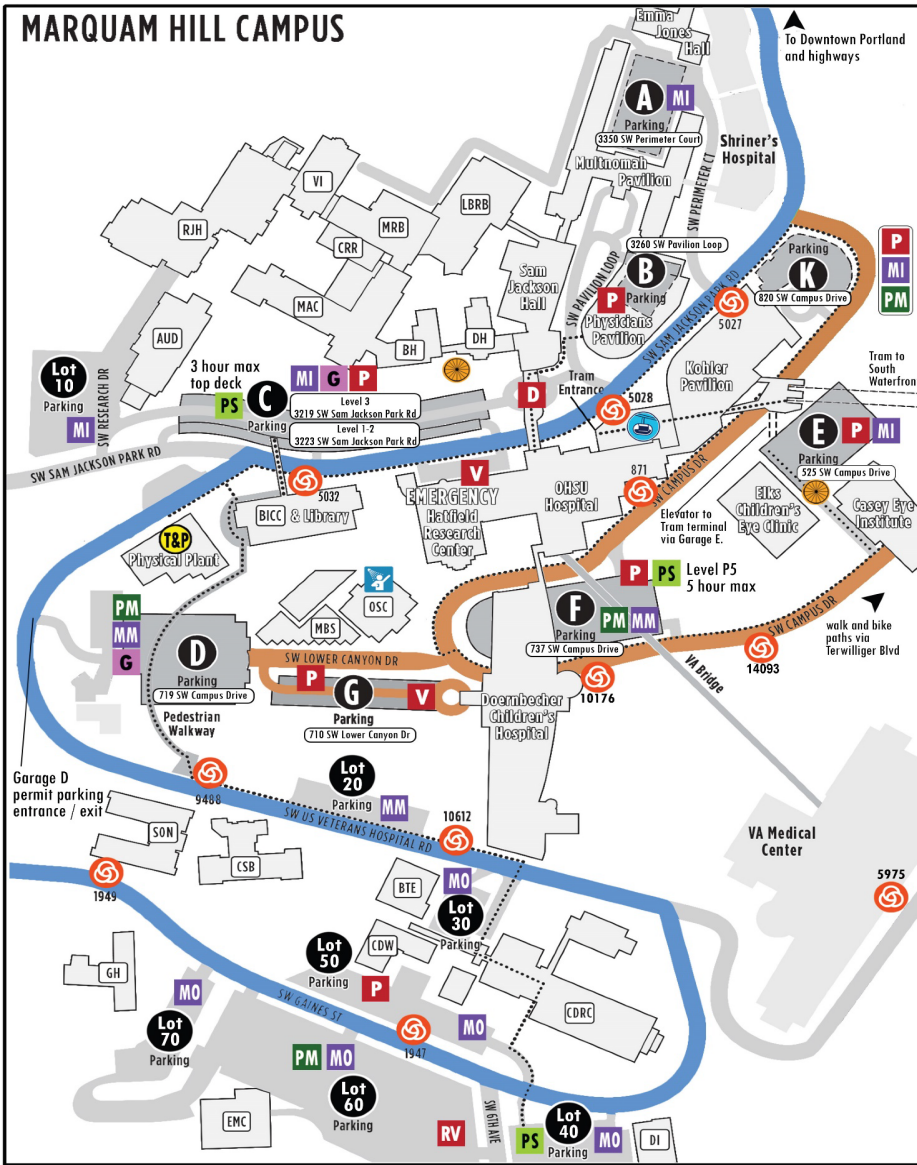 MARQUAM HILL CAMPUS
Emma
Jones
Hall
To Downtown Portland
and highways
A
MI
Parking
3350 SW Perimeter Court
Multnomah
Pavilion
SW PERIMETER CT
Shriner's
Hospital
VI
RJH
MRB
LBRB
CRR
MAC
AUD
BH
DH
Sam
Jackson
Hall
SW PAVILION LOOP
3260 SW Pavilion Loop
B
P
Parking
Physicians
Pavilion
SW SAM JACKSON PARK RD
Parking
K
820 SW Campus Drive
P
MI
PM
5027
Kohler
Pavilion
Tram
Entrance
5028
D
Tram to
South
Waterfront
Lot
10
Parking
MI
SW RESEARCH DR
SW SAM JACKSON PARK RD
3 hour max
top deck
PS
C
Parking
MI
G
P
Level 3
3219 SW Sam Jackson Park Rd
Level 1-2
3223 SW Sam Jackson Park Rd
5032
BICC & Library
T&P
Physical Plant
V
EMERGENCY
Hatfield
Research
Center
OHSU
Hospital
871
SW CAMPUS DR
E
P
MI
Parking
525 SW Campus Drive
Elks
Children's
Eye Clinic
Casey Eye
Institute
Elevator to
Tram terminal
via Garage E.
P
PS
Level P5
5 hour max
F
Parking
PM
MM
737 SW Campus Drive
SW CAMPUS DR
walk and bike
paths via
Terwilliger Blvd
14093
10176
VA Bridge
OSC
MBS
PM
MM
G
D
Parking
719 SW Campus Drive
SW LOWER CANYON DR
P
G
V
Parking
710 SW Lower Canyon Dr
Doernbecher
Children's
Hospital
Pedestrian
Walkway
Garage D
permit parking
entrance / exit
9488
Lot
20
Parking
MM
SW US VETERANS HOSPITAL RD
10612
VA Medical
Center
5975
SON
CSB
1949
BTE
MO
Lot
30
Parking
CDW
Lot
50
Parking
P
MO
CDRC
GH
MO
Lot
70
Parking
SW GAINES ST
1947
PM
MO
Lot
60
Parking
EMC
RV
SW 6TH AVE
PS
Lot
40
Parking
MO
DI